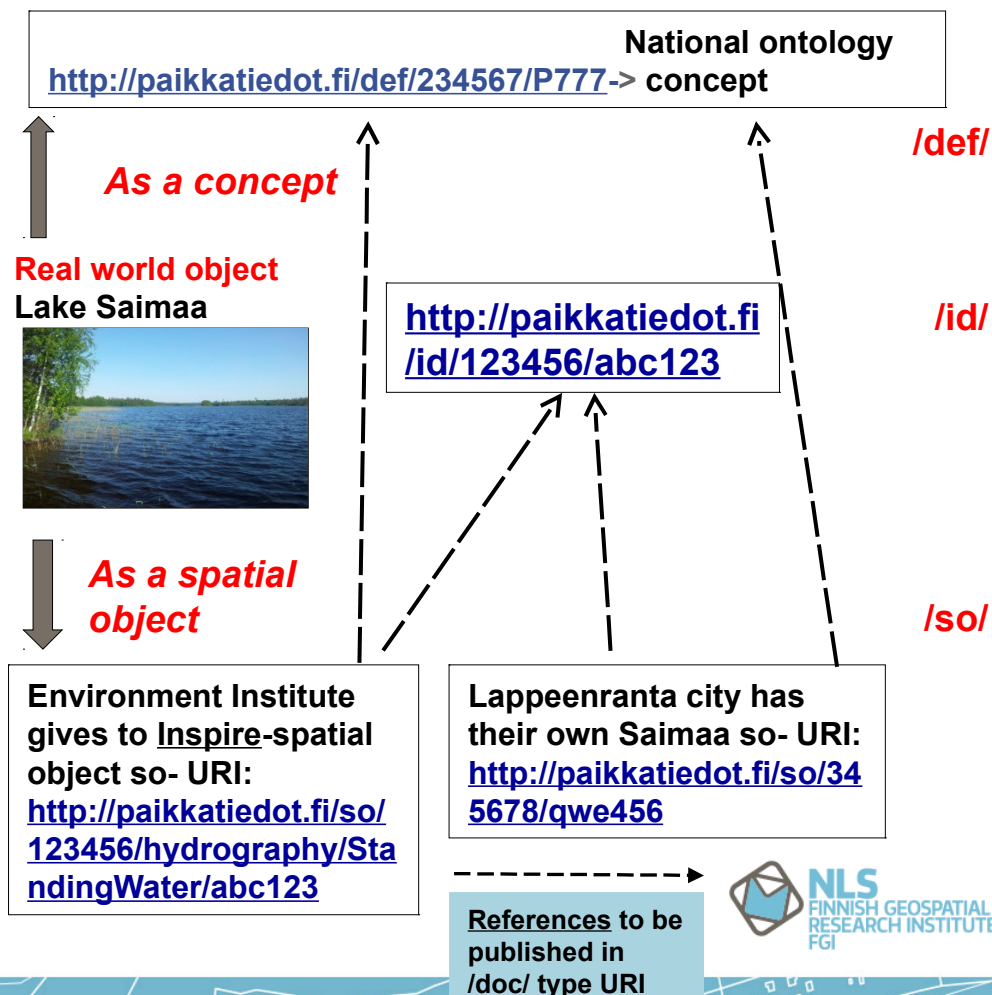 National ontology
http://paikkatiedot.fi/def/234567/P777-> concept
/def/
As a concept
Real world object
Lake Saimaa
http://paikkatiedot.fi
/id/123456/abc123
/id/
As a spatial
object
/so/
Environment Institute
gives to Inspire-spatial
object so- URI:
http://paikkatiedot.fi/so/
123456/hydrography/Sta
ndingWater/abc123
Lappeenranta city has
their own Saimaa so- URI:
http://paikkatiedot.fi/so/34
5678/qwe456
References to be
published in
/doc/ type URI
NLS
FINNISH GEOSPATIAL
RESEARCH INSTITUTE
FGI